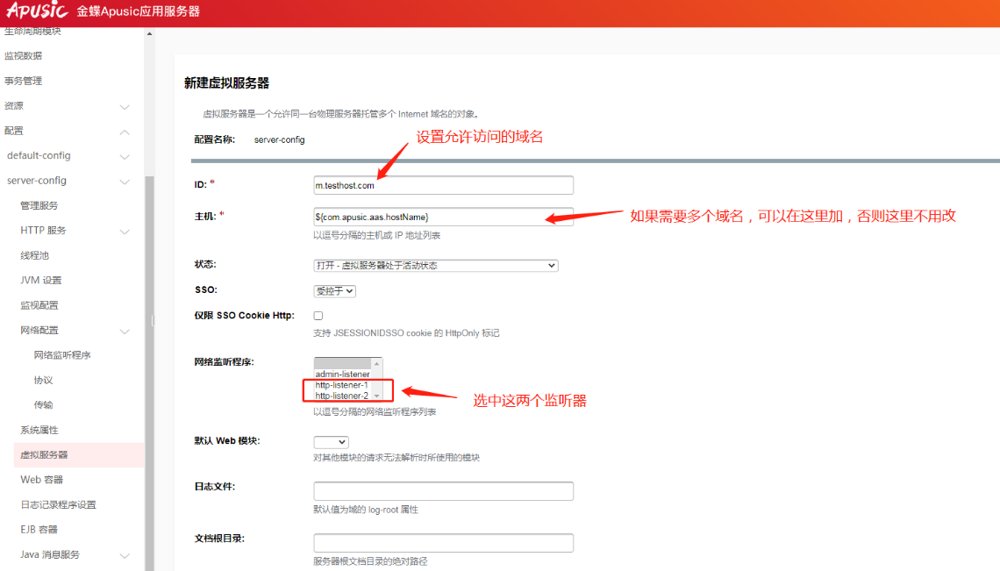 Apusic 金蝶Apusic应用服务器
生命周期模块
监视数据
事务管理
资源
配置
default-config
server-config
管理服务
HTTP 服务
线程池
JVM 设置
监视配置
网络配置
网络监听程序
协议
传输
系统属性
虚拟服务器
Web 容器
日志记录程序设置
EJB 容器
Java 消息服务
新建虚拟服务器
虚拟服务器是一个允许同一台物理服务器托管多个 Internet 域名的对象。
配置名称: server-config
设置允许访问的域名
ID: * m.testhost.com
主机: * ${com.apusic.aas.hostName}
如果需要多个域名，可以在这里加，否则这里不用改
以逗号分隔的主机或 IP 地址列表
状态: 打开 - 虚拟服务器处于活动状态
SSO: 受控于
仅限 SSO Cookie Http:
支持 JSESSIONIDSSO cookie 的 HttpOnly 标记
网络监听程序:
admin-listener
http-listener-1
http-listener-2
选中这两个监听器
以逗号分隔的网络监听程序列表
默认 Web 模块:
对其他模块的请求无法解析时所使用的模块
日志文件:
默认值为域的 log-root 属性
文档根目录:
服务器根文档目录的绝对路径